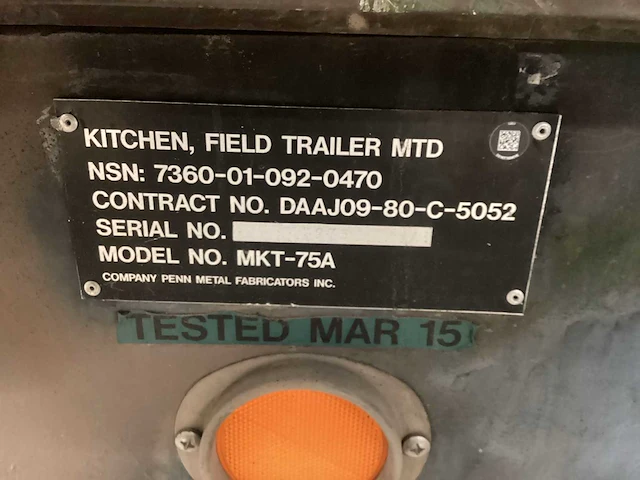 KITCHEN, FIELD TRAILER MTD
NSN: 7360-01-092-0470
CONTRACT NO. DAAJ09-80-C-5052
SERIAL NO.
MODEL NO. MKT-75A
COMPANY PENN METAL FABRICATORS INC.
TESTED MAR 15